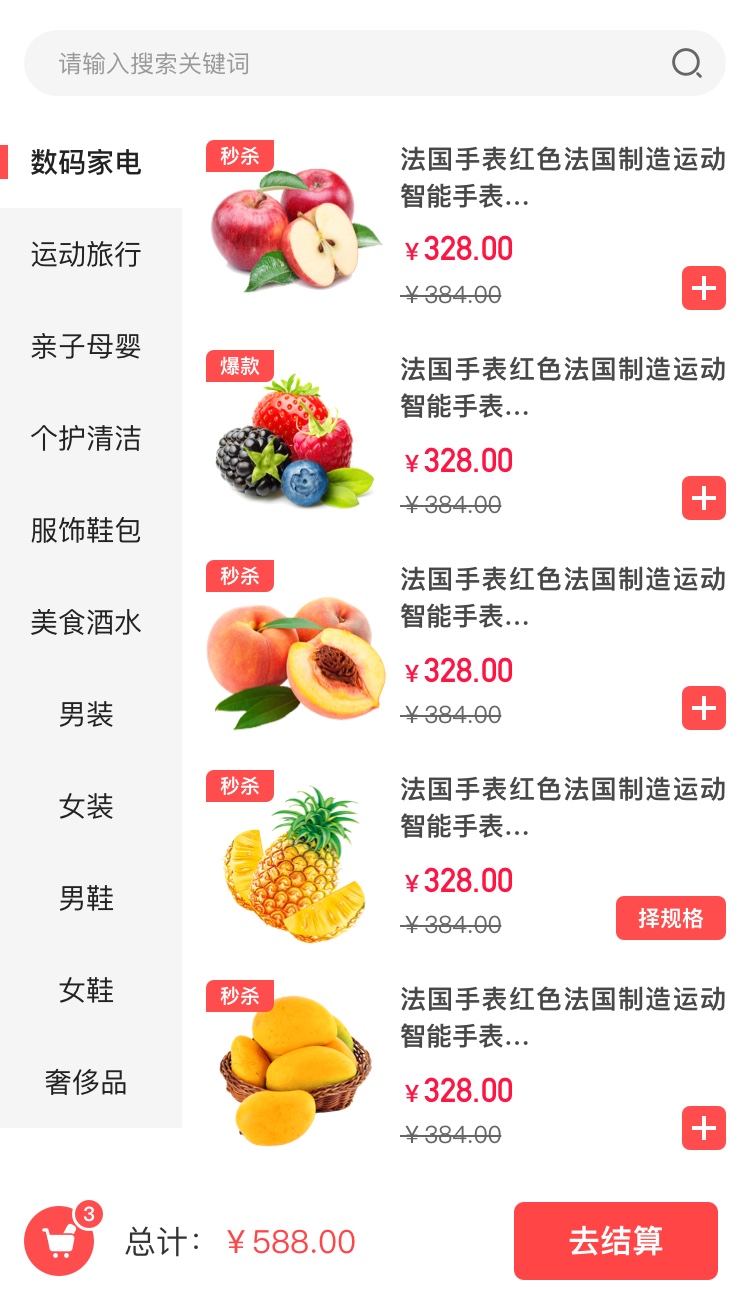 请输入搜索关键词
数码家电
运动旅行
亲子母婴
个护清洁
服饰鞋包
美食酒水
男装
女装
男鞋
女鞋
奢侈品
秒杀
法国手表红色法国制造运动
智能手表...
￥328.00
￥384.00
爆款
法国手表红色法国制造运动
智能手表...
￥328.00
￥384.00
秒杀
法国手表红色法国制造运动
智能手表...
￥328.00
￥384.00
秒杀
法国手表红色法国制造运动
智能手表...
￥328.00
￥384.00
择规格
秒杀
法国手表红色法国制造运动
智能手表...
￥328.00
￥384.00
3
总计：￥588.00
去结算